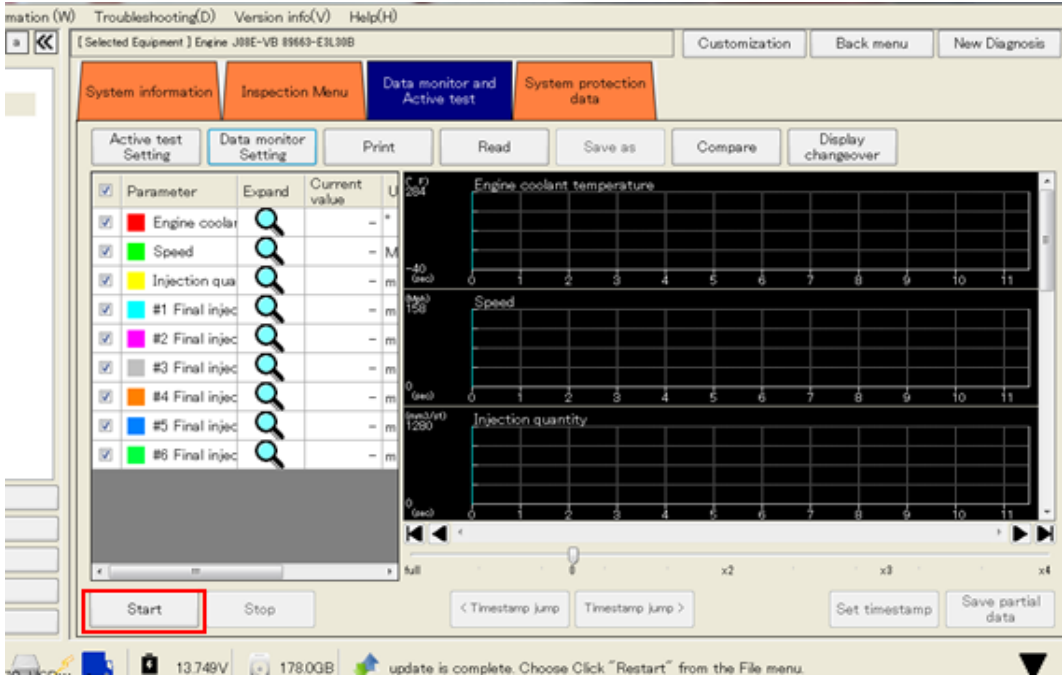 mation (W) Troubleshooting(D) Version info(V) Help(H)
a [ Selected Equipment ] Engine J08E-VB 89663-E3L30B Customization Back menu New Diagnosis
System information
Inspection Menu
Data monitor and
Active test
System protection
data
Active test
Setting
Data monitor
Setting
Print
Read
Save as
Compare
Display
changeover
Parameter
Expand
Current
value
U
Engine coolar
- °
Speed
- M
Injection qua
- m
#1 Final injec
- m
#2 Final injec
- m
#3 Final injec
- m
#4 Final injec
- m
#5 Final injec
- m
#6 Final injec
- m
(°F)
284
Engine coolant temperature
-40
(sec) 0 1 2 3 4 5 6 7 8 9 10 11
(Mph)
158
Speed
0
(sec) 0 1 2 3 4 5 6 7 8 9 10 11
(mm3/st)
1280
Injection quantity
0
(sec) 0 1 2 3 4 5 6 7 8 9 10 11
full x2 x3 x4
Start
Stop
< Timestamp jump
Timestamp jump >
Set timestamp
Save partial
data
13.749V 178.0GB update is complete. Choose Click "Restart" from the File menu.